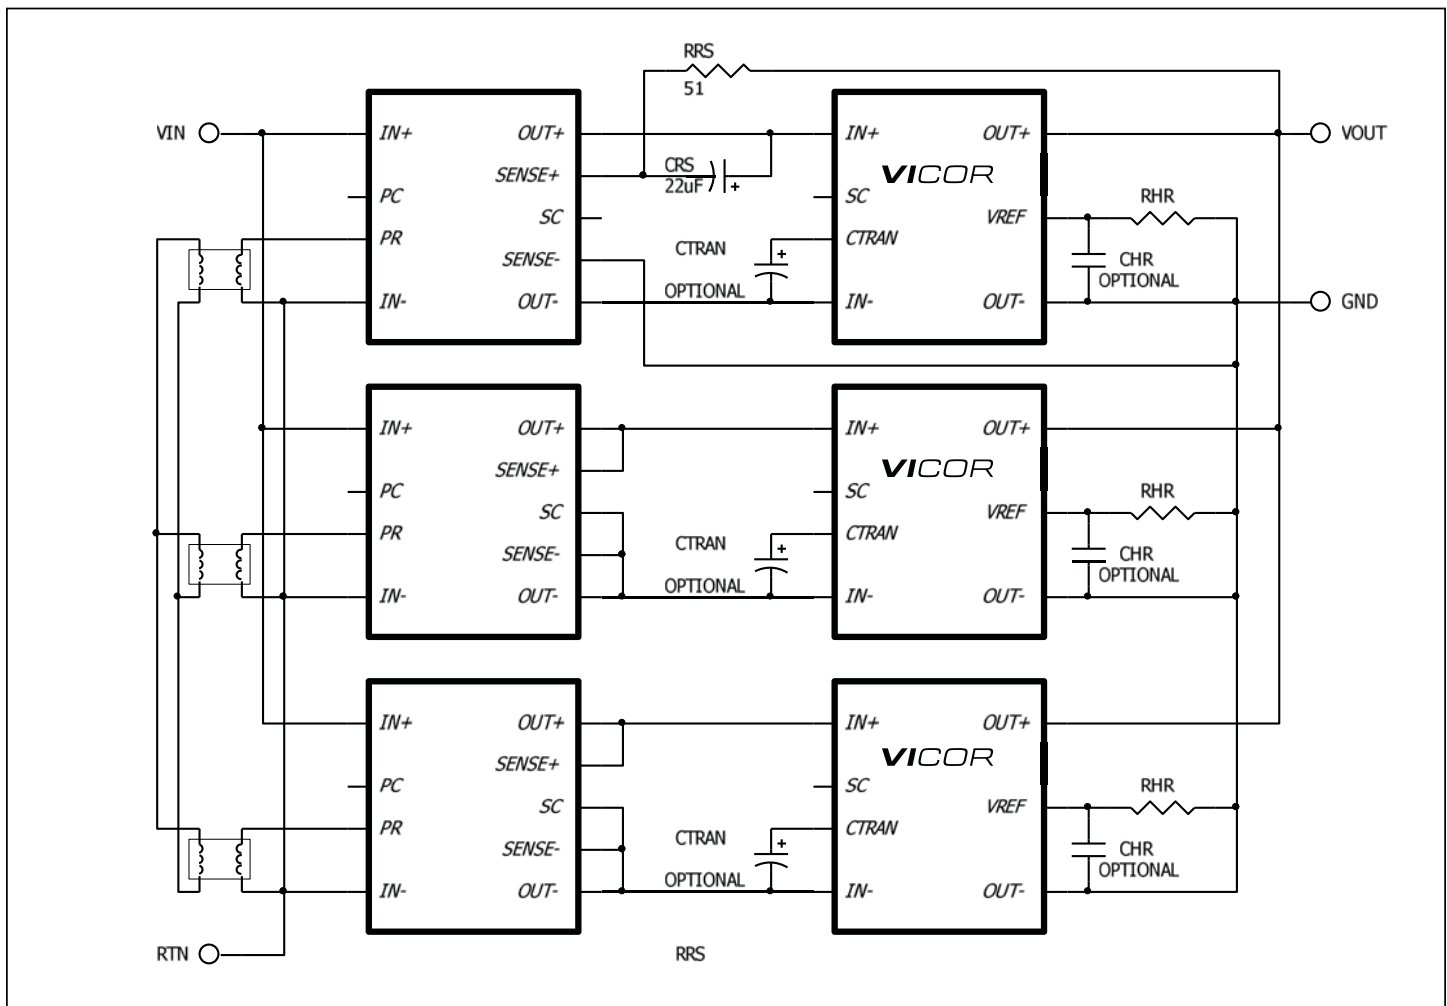 RRS
51
VIN
IN+
OUT+
SENSE+
PC
SC
PR
SENSE-
IN-
OUT-
CRS
22uF
+
CTRAN
+
OPTIONAL
IN+
OUT+
VICOR
SC
VREF
CTRAN
IN-
OUT-
RHR
CHR
OPTIONAL
VOUT
GND
IN+
OUT+
SENSE+
PC
SC
PR
SENSE-
IN-
OUT-
CTRAN
+
OPTIONAL
IN+
OUT+
VICOR
SC
VREF
CTRAN
IN-
OUT-
RHR
CHR
OPTIONAL
IN+
OUT+
SENSE+
PC
SC
PR
SENSE-
IN-
OUT-
CTRAN
+
OPTIONAL
IN+
OUT+
VICOR
SC
VREF
CTRAN
IN-
OUT-
RHR
CHR
OPTIONAL
RTN
RRS